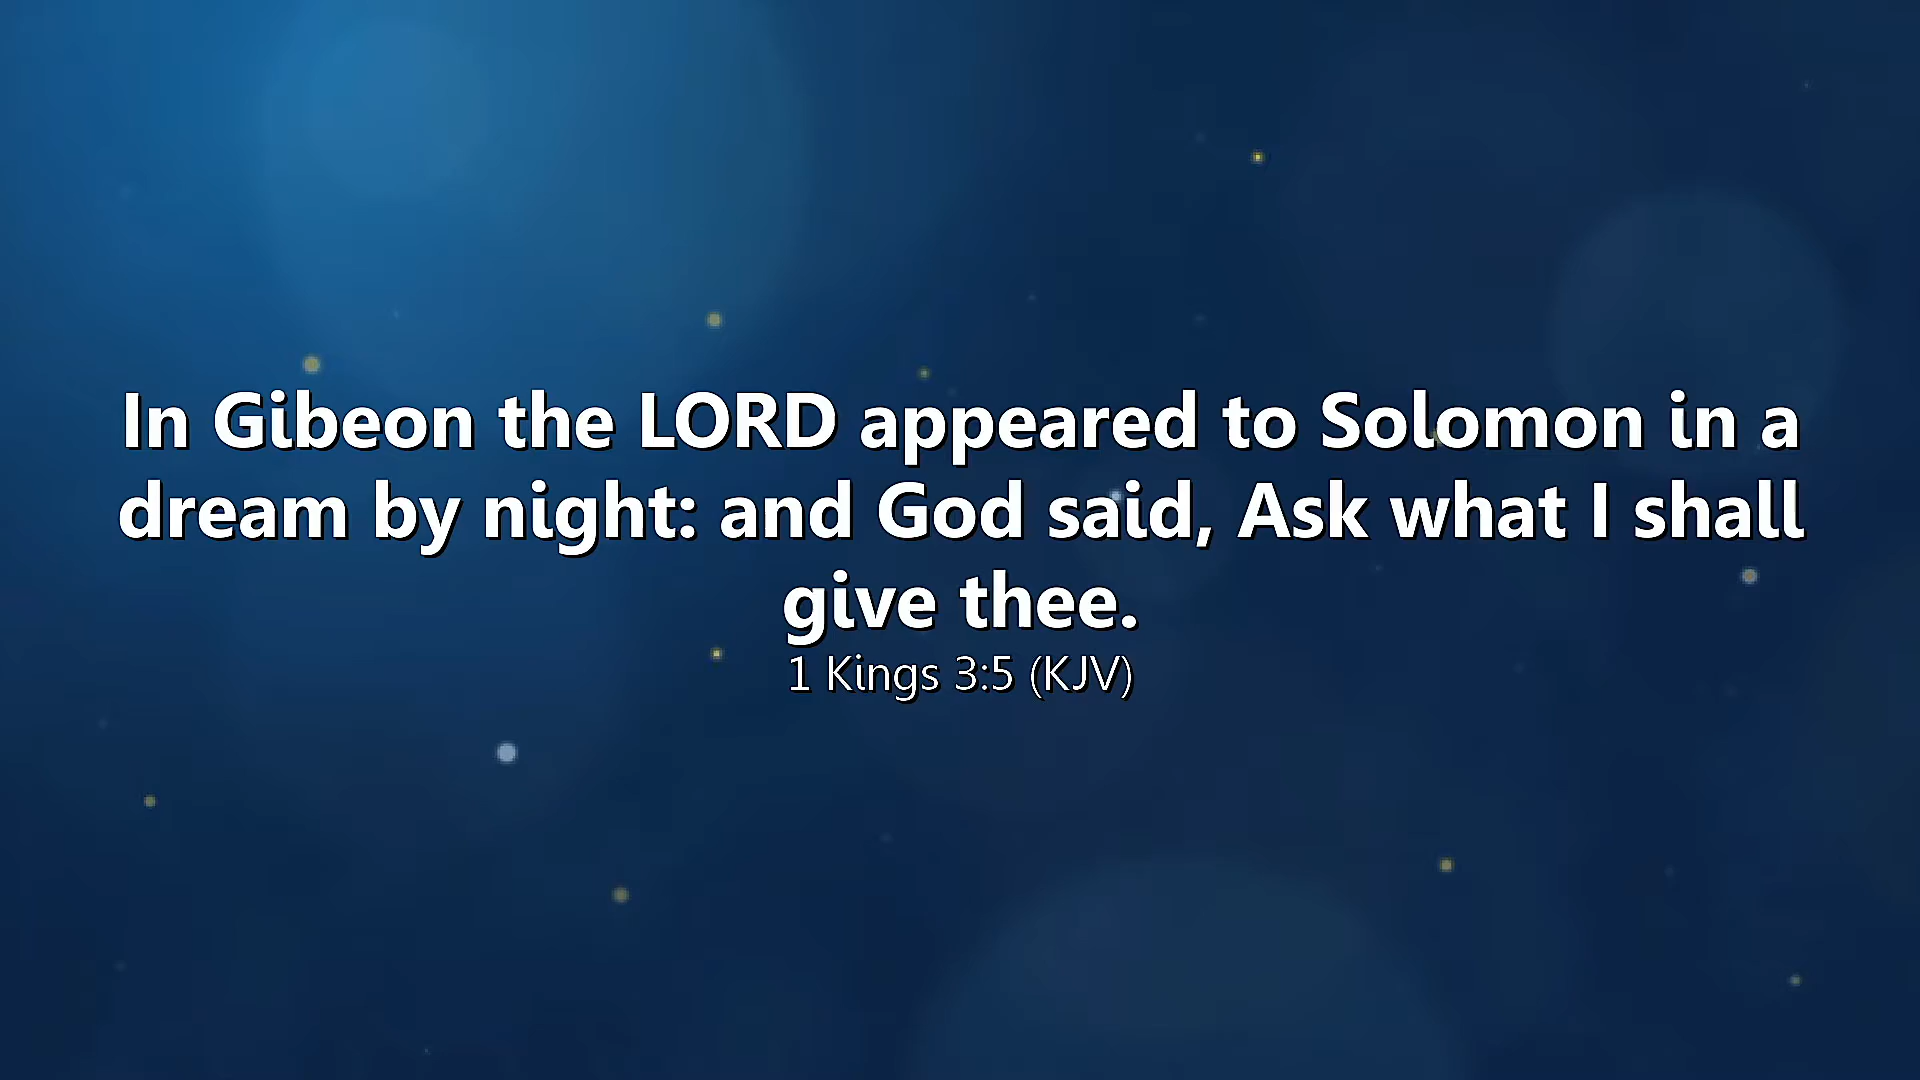 In Gibeon the LORD appeared to Solomon in a
dream by night: and God said, Ask what I shall
give thee.
1 Kings 3:5 (KJV)